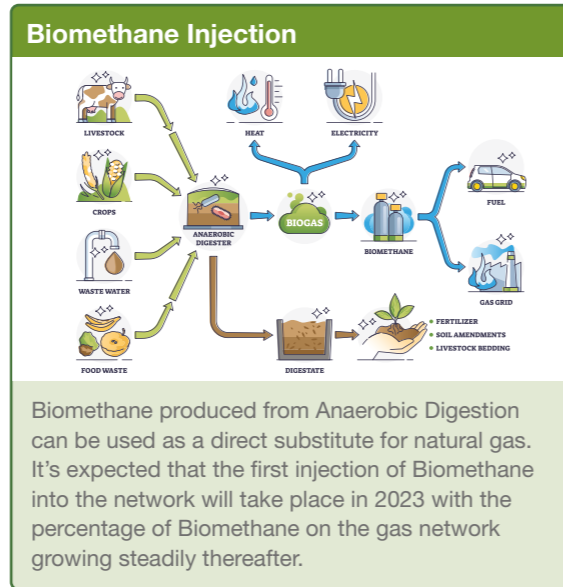 Biomethane Injection
LIVESTOCK
HEAT
ELECTRICITY
CROPS
ANAEROBIC
DIGESTER
BIOGAS
BIOMETHANE
FUEL
WASTE WATER
GAS GRID
FOOD WASTE
DIGESTATE
• FERTILIZER
• SOIL AMENDMENTS
• LIVESTOCK BEDDING
Biomethane produced from Anaerobic Digestion
can be used as a direct substitute for natural gas.
It’s expected that the first injection of Biomethane
into the network will take place in 2023 with the
percentage of Biomethane on the gas network
growing steadily thereafter.